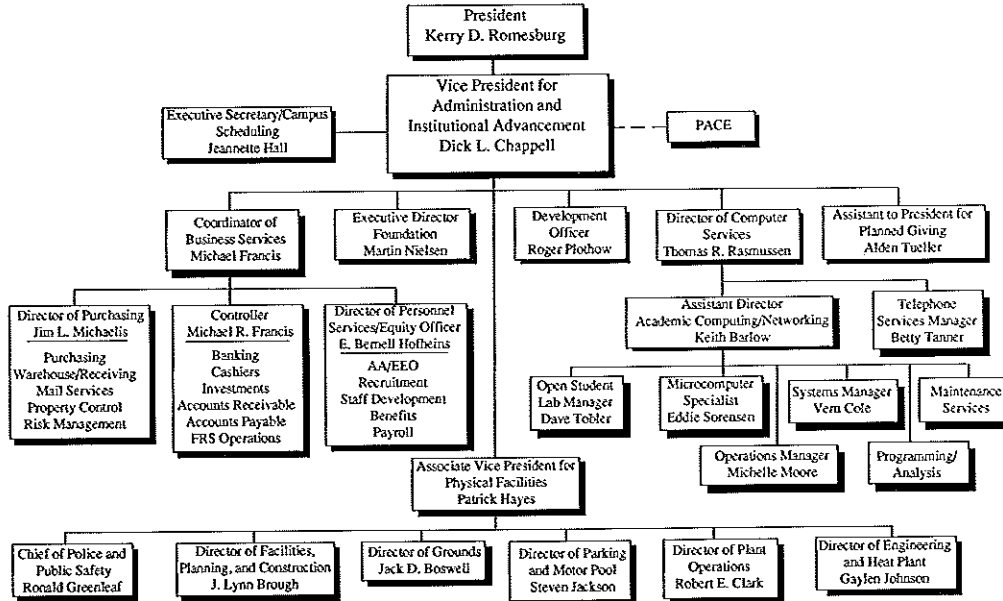 President
Kerry D. Romesburg
Vice President for
Administration and
Institutional Advancement
Dick L. Chappell
Executive Secretary/Campus
Scheduling
Jeannette Hall
PACE
Coordinator of
Business Services
Michael Francis
Executive Director
Foundation
Martin Nielsen
Development
Officer
Roger Plothow
Director of Computer
Services
Thomas R. Rasmussen
Assistant to President for
Planned Giving
Alden Tueller
Director of Purchasing
Jim L. Michaelis
Purchasing
Warehouse/Receiving
Mail Services
Property Control
Risk Management
Controller
Michael R. Francis
Banking
Cashiers
Investments
Accounts Receivable
Accounts Payable
FRS Operations
Director of Personnel
Services/Equity Officer
E. Bernell Hofheins
AA/EEO
Recruitment
Staff Development
Benefits
Payroll
Assistant Director
Academic Computing/Networking
Keith Barlow
Telephone
Services Manager
Betty Tanner
Open Student
Lab Manager
Dave Tobler
Microcomputer
Specialist
Eddie Sorensen
Systems Manager
Vern Cole
Maintenance
Services
Operations Manager
Michelle Moore
Programming/
Analysis
Associate Vice President for
Physical Facilities
Patrick Hayes
Chief of Police and
Public Safety
Ronald Greenleaf
Director of Facilities,
Planning, and Construction
J. Lynn Brough
Director of Grounds
Jack D. Boswell
Director of Parking
and Motor Pool
Steven Jackson
Director of Plant
Operations
Robert E. Clark
Director of Engineering
and Heat Plant
Gaylen Johnson